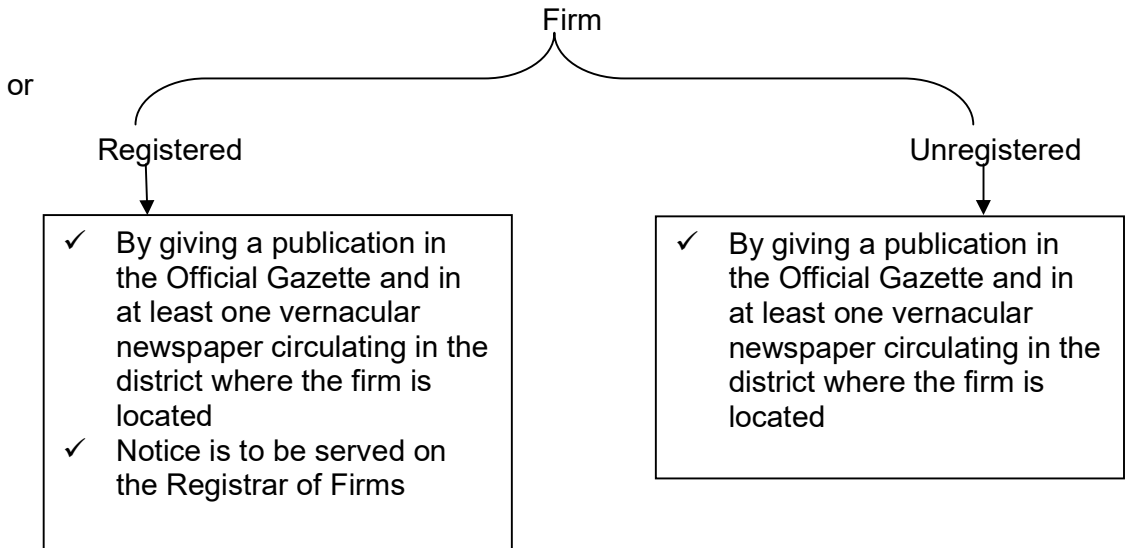 Firm
or
Registered
Unregistered
✓ By giving a publication in
the Official Gazette and in
at least one vernacular
newspaper circulating in the
district where the firm is
located
✓ Notice is to be served on
the Registrar of Firms
✓ By giving a publication in
the Official Gazette and in
at least one vernacular
newspaper circulating in the
district where the firm is
located